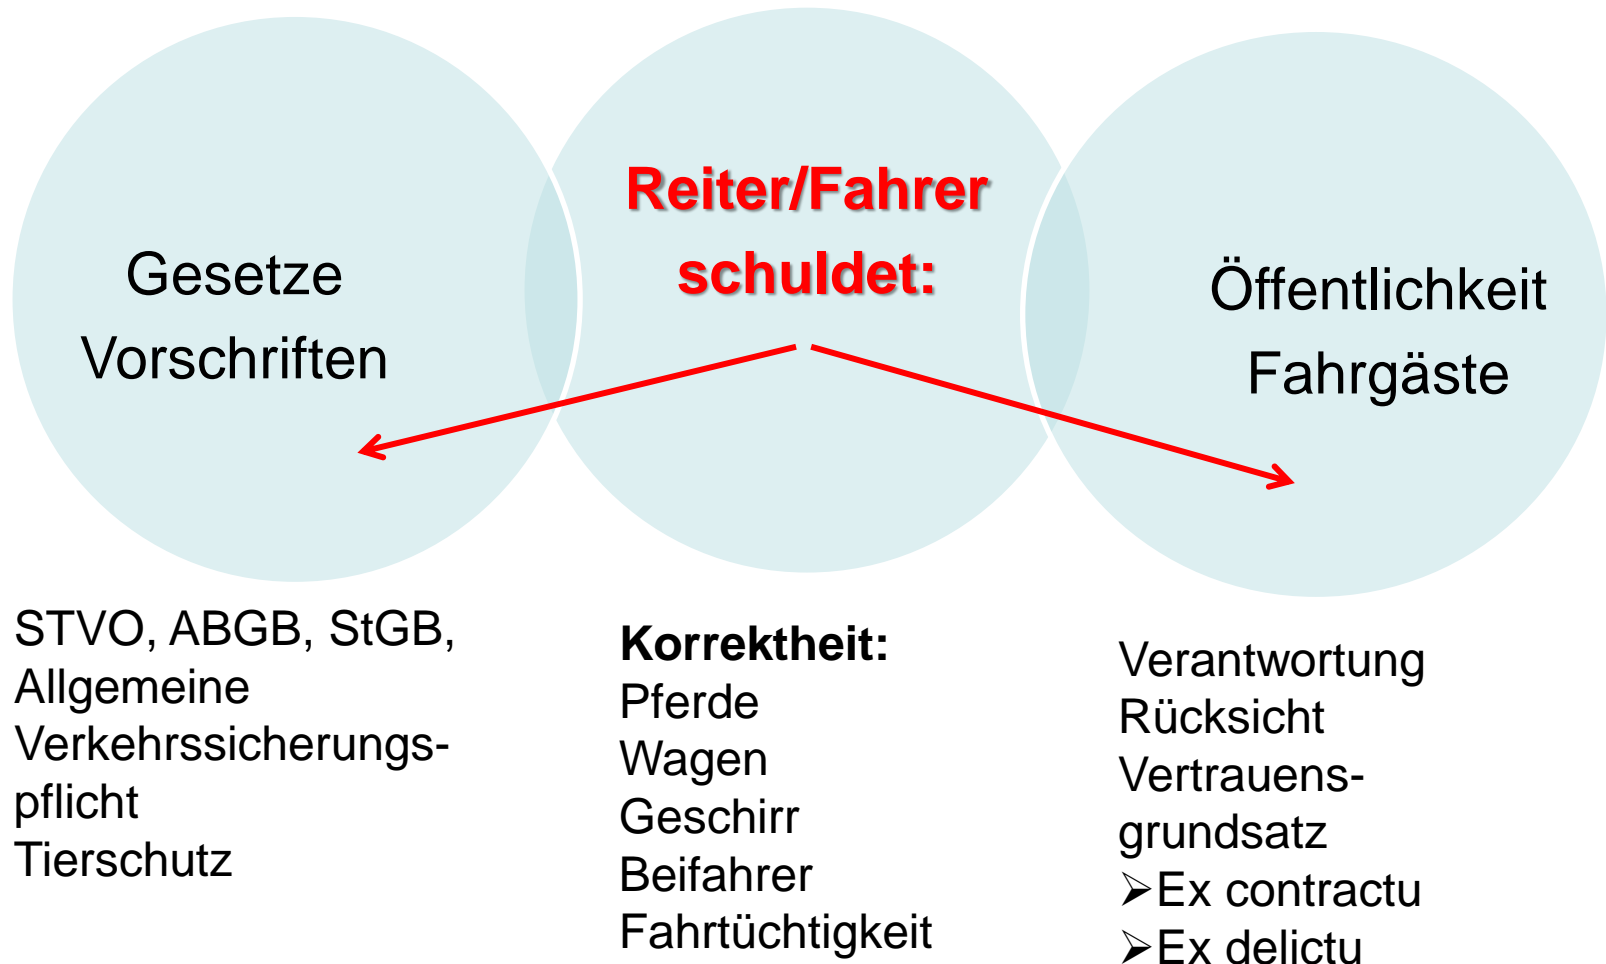 Gesetze
Vorschriften
Reiter/Fahrer
schuldet:
Öffentlichkeit
Fahrgäste
STVO, ABGB, StGB,
Allgemeine
Verkehrssicherungs-
pflicht
Tierschutz
Korrektheit:
Pferde
Wagen
Geschirr
Beifahrer
Fahrtüchtigkeit
Verantwortung
Rücksicht
Vertrauens-
grundsatz
➢Ex contractu
➢Ex delictu